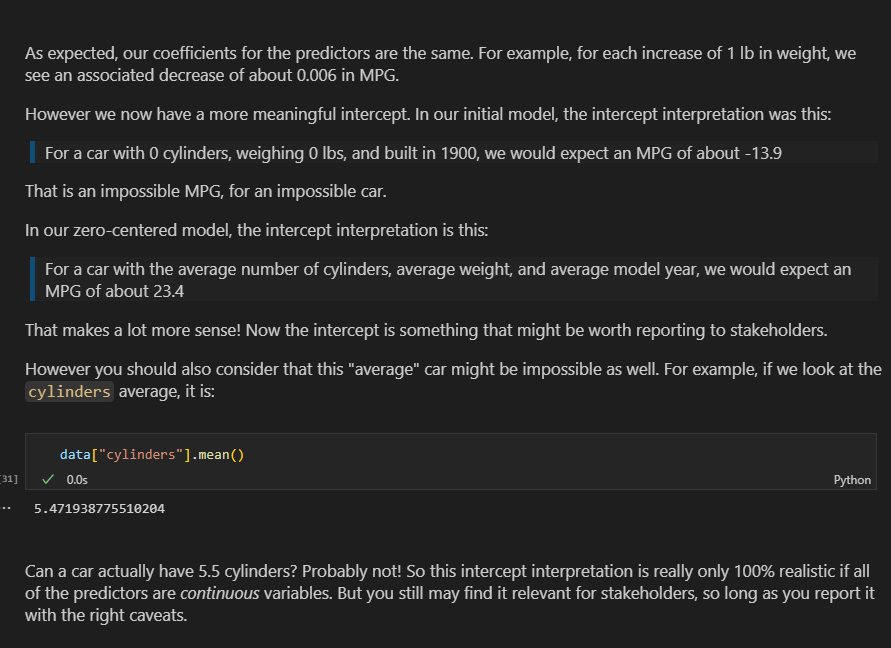 As expected, our coefficients for the predictors are the same. For example, for each increase of 1 lb in weight, we
see an associated decrease of about 0.006 in MPG.
However we now have a more meaningful intercept. In our initial model, the intercept interpretation was this:
For a car with 0 cylinders, weighing 0 lbs, and built in 1900, we would expect an MPG of about -13.9
That is an impossible MPG, for an impossible car.
In our zero-centered model, the intercept interpretation is this:
For a car with the average number of cylinders, average weight, and average model year, we would expect an
MPG of about 23.4
That makes a lot more sense! Now the intercept is something that might be worth reporting to stakeholders.
However you should also consider that this "average" car might be impossible as well. For example, if we look at the
cylinders average, it is:
data["cylinders"].mean()
31] ✓ 0.0s Python
··· 5.471938775510204
Can a car actually have 5.5 cylinders? Probably not! So this intercept interpretation is really only 100% realistic if all
of the predictors are continuous variables. But you still may find it relevant for stakeholders, so long as you report it
with the right caveats.